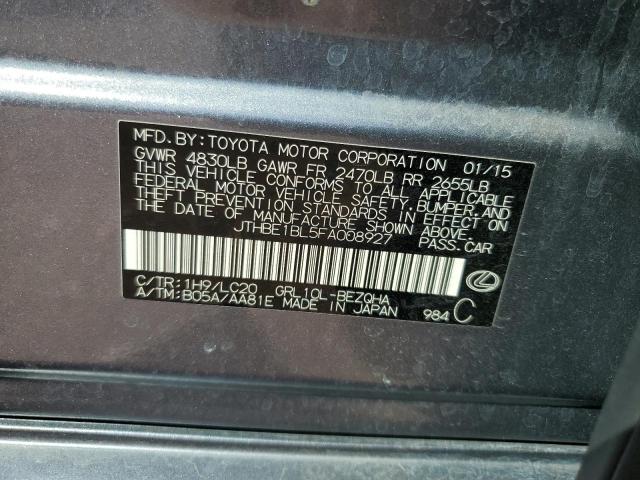 MFD.BY:TOYOTA MOTOR CORPORATION 01/15
GVWR 4830LB GAWR FR 2470LB RR 2655LB
THIS VEHICLE CONFORMS TO ALL APPLICABLE
FEDERAL MOTOR VEHICLE SAFETY,BUMPER,AND
THEFT PREVENTION STANDARDS IN EFFECT ON
THE DATE OF MANUFACTURE SHOWN ABOVE.
JTHBE1BL5FA008927 PASS.CAR
C/TR:1H9/LC20 GRL10L-BEZQHA
A/TM:B05A/AA81E MADE IN JAPAN 984 C